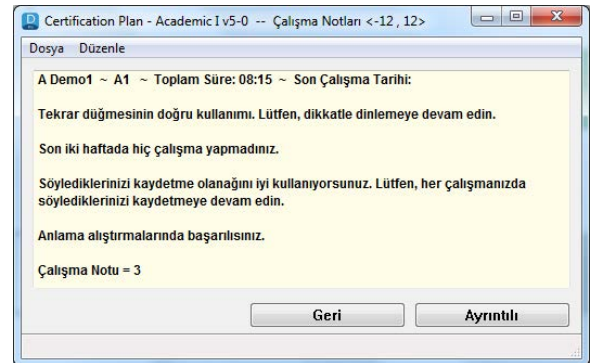 Certification Plan - Academic I v5-0 -- Çalışma Notları <-12 , 12>
Dosya Düzenle
A Demo1 ~ A1 ~ Toplam Süre: 08:15 ~ Son Çalışma Tarihi:
Tekrar düğmesinin doğru kullanımı. Lütfen, dikkatle dinlemeye devam edin.
Son iki haftada hiç çalışma yapmadınız.
Söylediklerinizi kaydetme olanağını iyi kullanıyorsunuz. Lütfen, her çalışmanızda
söylediklerinizi kaydetmeye devam edin.
Anlama alıştırmalarında başarılısınız.
Çalışma Notu = 3
Geri Ayrıntılı